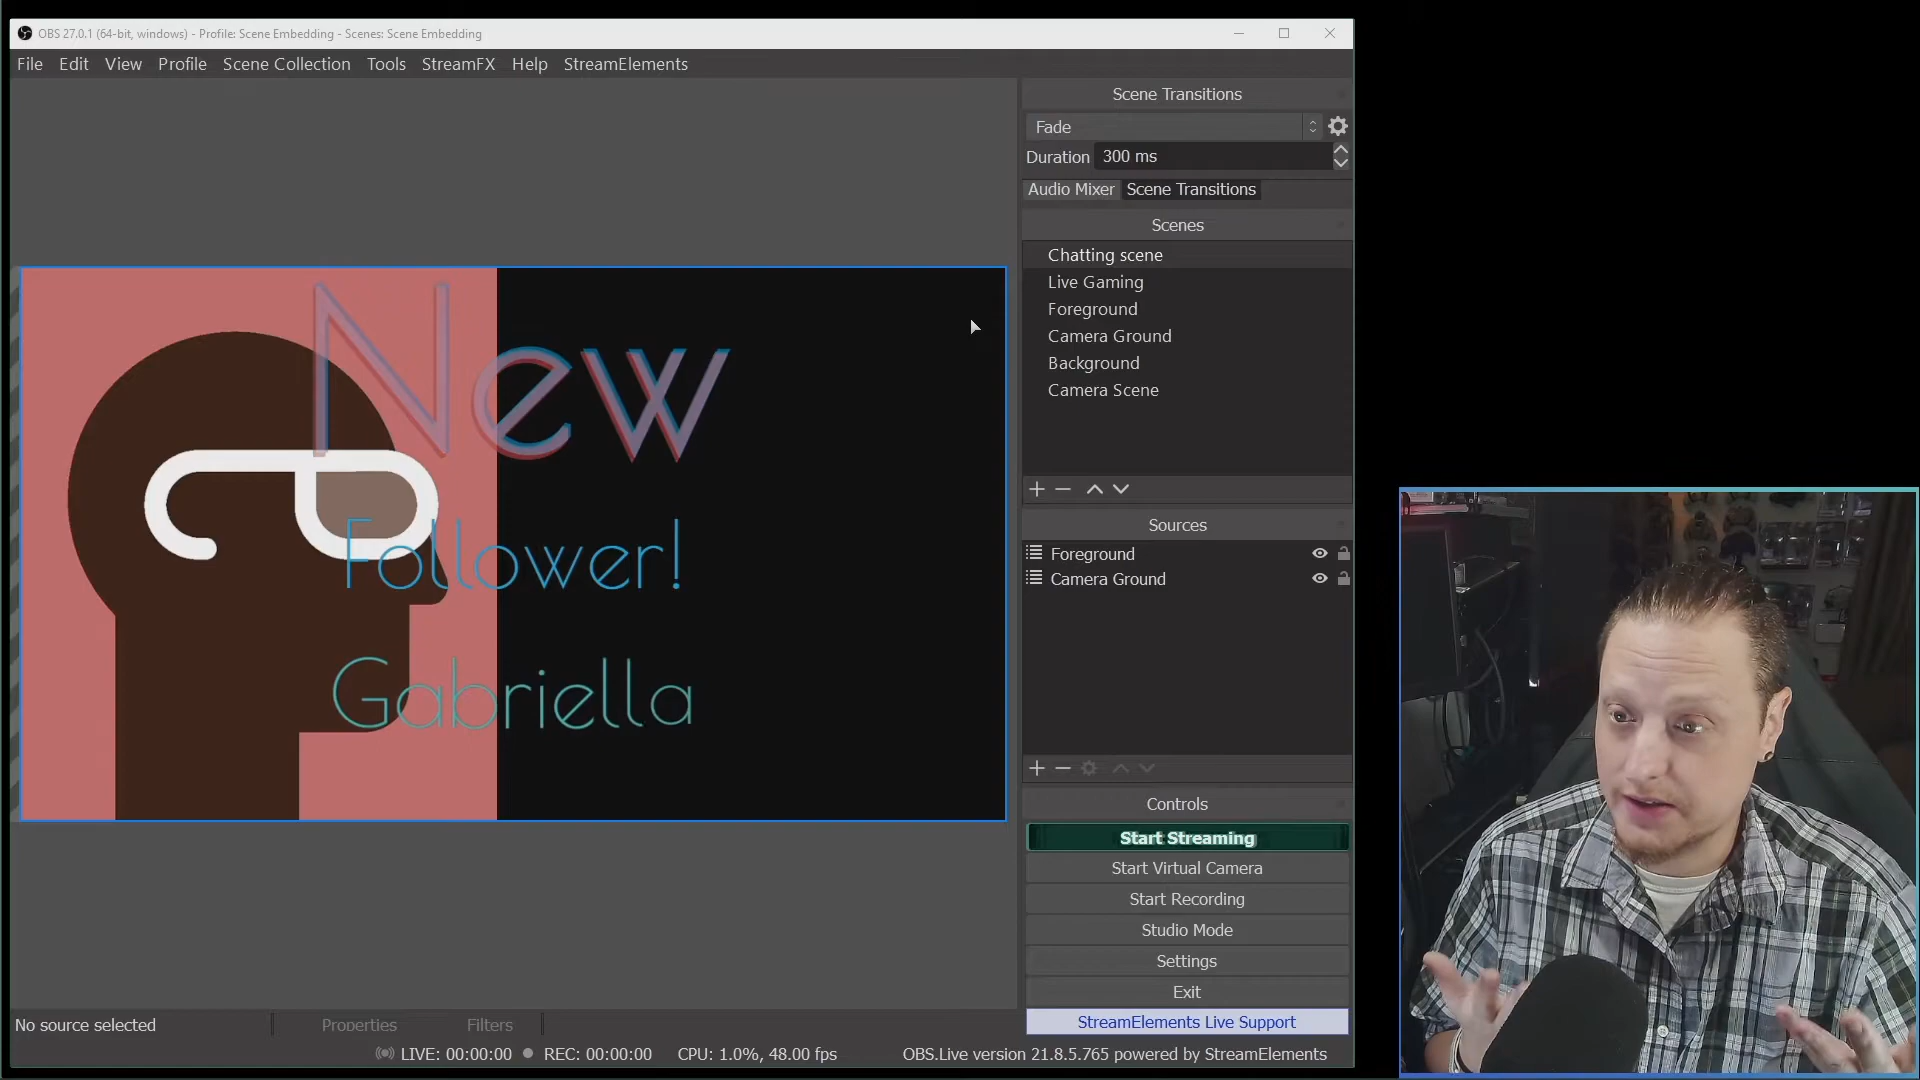 OBS 27.0.1 (64-bit, windows) - Profile: Scene Embedding - Scenes: Scene Embedding
File Edit View Profile Scene Collection Tools StreamFX Help StreamElements
Scene Transitions
Fade
Duration 300 ms
Audio Mixer Scene Transitions
Scenes
Chatting scene
Live Gaming
Foreground
Camera Ground
Background
Camera Scene
New
Follower!
Gabriella
Sources
Foreground
Camera Ground
Controls
Start Streaming
Start Virtual Camera
Start Recording
Studio Mode
Settings
Exit
StreamElements Live Support
No source selected Properties Filters
LIVE: 00:00:00 REC: 00:00:00 CPU: 1.0%, 48.00 fps OBS.Live version 21.8.5.765 powered by StreamElements